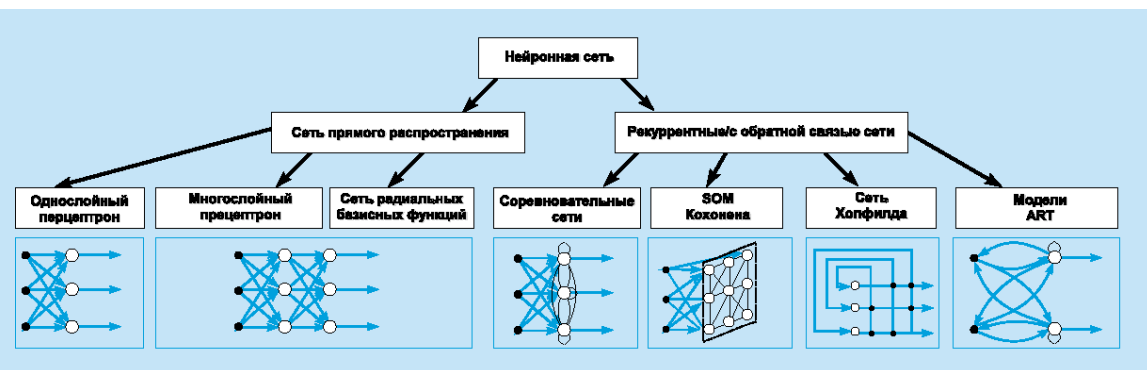 Нейронная сеть
Сеть прямого распространения
Рекуррентные/с обратной связью сети
Однослойный
перцептрон
Многослойный
прецептрон
Сеть радиальных
базисных функций
Соревновательные
сети
SOM
Кохонена
Сеть
Хопфилда
Модели
ART